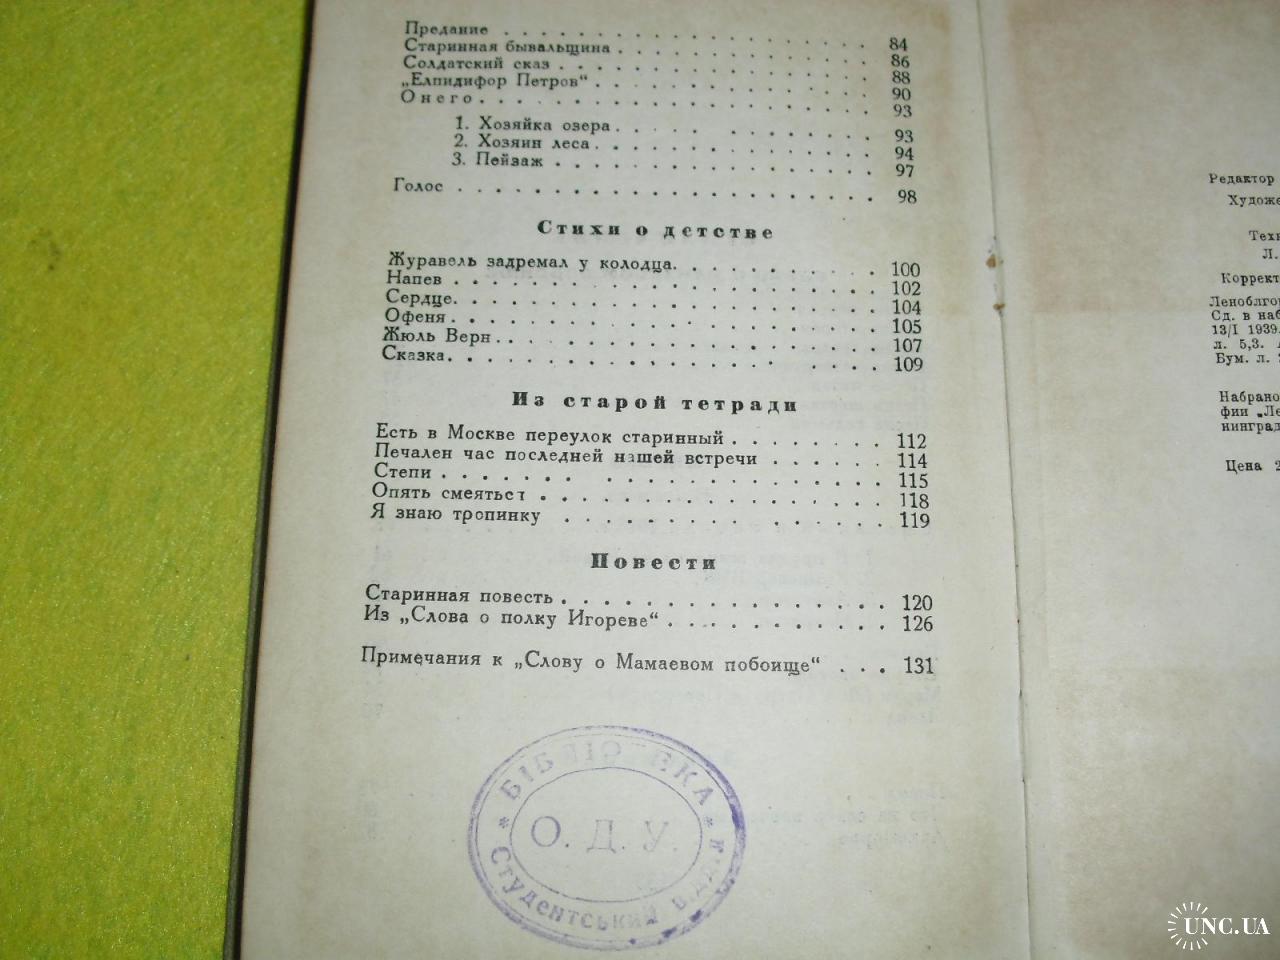 Предание . . . . . . . . . . . . . . . . . . 84
Старинная бывальщина . . . . . . . . . . . . . 86
Солдатский сказ . . . . . . . . . . . . . . . . 88
„Елпидифор Петров“ . . . . . . . . . . . . . . 90
Онего . . . . . . . . . . . . . . . . . . . . 93
1. Хозяйка озера . . . . . . . . . . . . 93
2. Хозяин леса . . . . . . . . . . . . . 94
3. Пейзаж . . . . . . . . . . . . . . . 97
Голос . . . . . . . . . . . . . . . . . . . . 98
Стихи о детстве
Журавель задремал у колодца . . . . . . . . . . 100
Напев . . . . . . . . . . . . . . . . . . . . 102
Сердце . . . . . . . . . . . . . . . . . . . . 104
Офеня . . . . . . . . . . . . . . . . . . . . 105
Жюль Верн . . . . . . . . . . . . . . . . . . 107
Сказка . . . . . . . . . . . . . . . . . . . . 109
Из старой тетради
Есть в Москве переулок старинный . . . . . . . . 112
Печален час последней нашей встречи . . . . . . 114
Степи . . . . . . . . . . . . . . . . . . . . 115
Опять смеяться . . . . . . . . . . . . . . . . 118
Я знаю тропинку . . . . . . . . . . . . . . . 119
Повести
Старинная повесть . . . . . . . . . . . . . . . 120
Из „Слова о полку Игореве“ . . . . . . . . . . . 126
Примечания к „Слову о Мамаевом побоище“ . . . 131
БІБЛІОТЕКА
О. Д. У.
Студентський
Редактор
Худож
Техн
Л.
Коррект
Леноблго
Сд. в наб
13/I 1939.
л. 5,3.
Бум. л.
Набрано
фии „Ле
нинград
Цена 2
UNC.UA